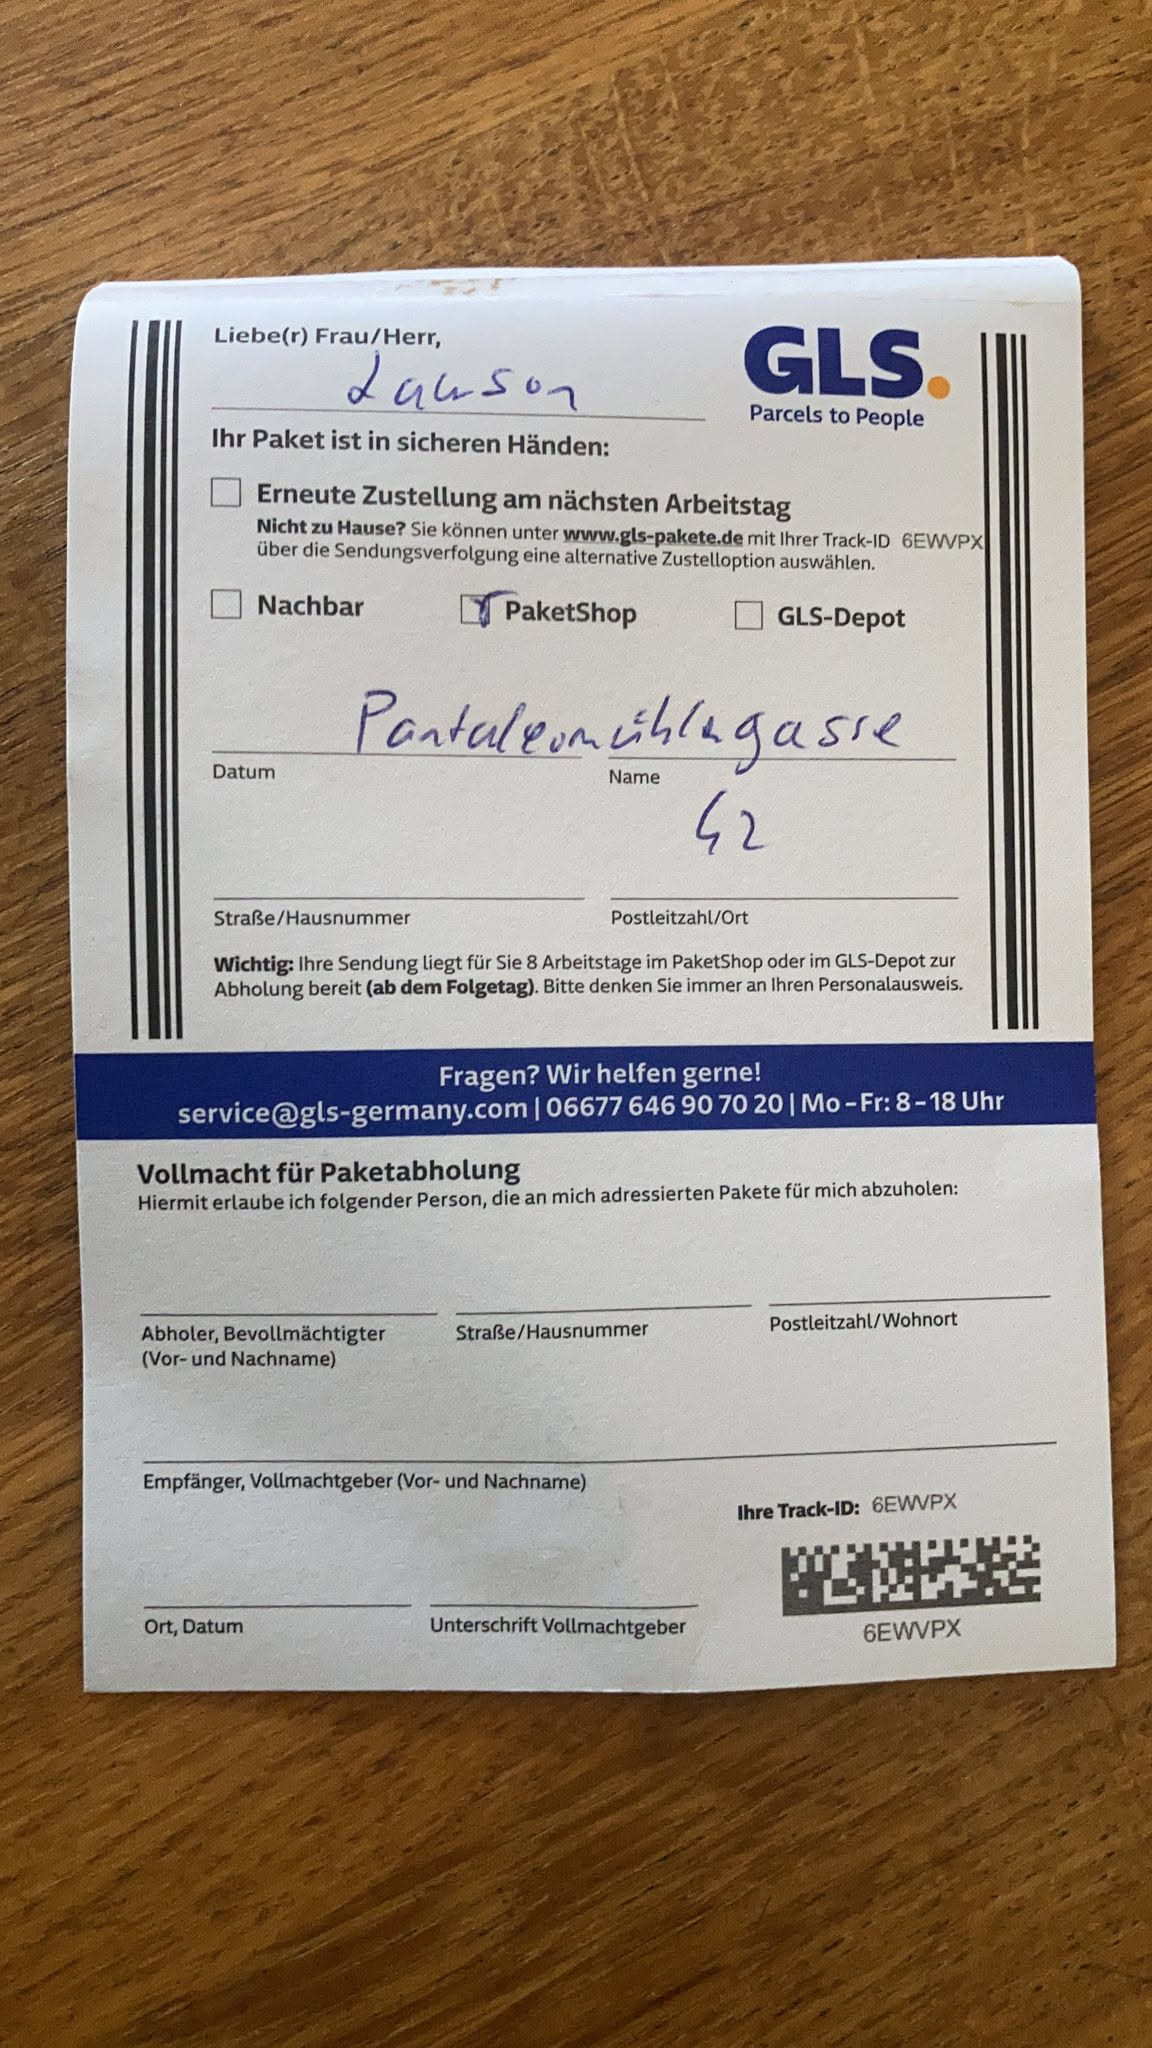 Liebe(r) Frau/Herr,
Lawson
GLS.
Parcels to People
Ihr Paket ist in sicheren Händen:
Erneute Zustellung am nächsten Arbeitstag
Nicht zu Hause? Sie können unter www.gls-pakete.de mit Ihrer Track-ID 6EWVPX
über die Sendungsverfolgung eine alternative Zustelloption auswählen.
Nachbar PaketShop GLS-Depot
Pantaleonmühlengasse
Datum Name
42
Straße/Hausnummer Postleitzahl/Ort
Wichtig: Ihre Sendung liegt für Sie 8 Arbeitstage im PaketShop oder im GLS-Depot zur
Abholung bereit (ab dem Folgetag). Bitte denken Sie immer an Ihren Personalausweis.
Fragen? Wir helfen gerne!
service@gls-germany.com | 06677 646 90 70 20 | Mo – Fr: 8 – 18 Uhr
Vollmacht für Paketabholung
Hiermit erlaube ich folgender Person, die an mich adressierten Pakete für mich abzuholen:
Abholer, Bevollmächtigter Straße/Hausnummer Postleitzahl/Wohnort
(Vor- und Nachname)
Empfänger, Vollmachtgeber (Vor- und Nachname)
Ihre Track-ID: 6EWVPX
Ort, Datum Unterschrift Vollmachtgeber
6EWVPX